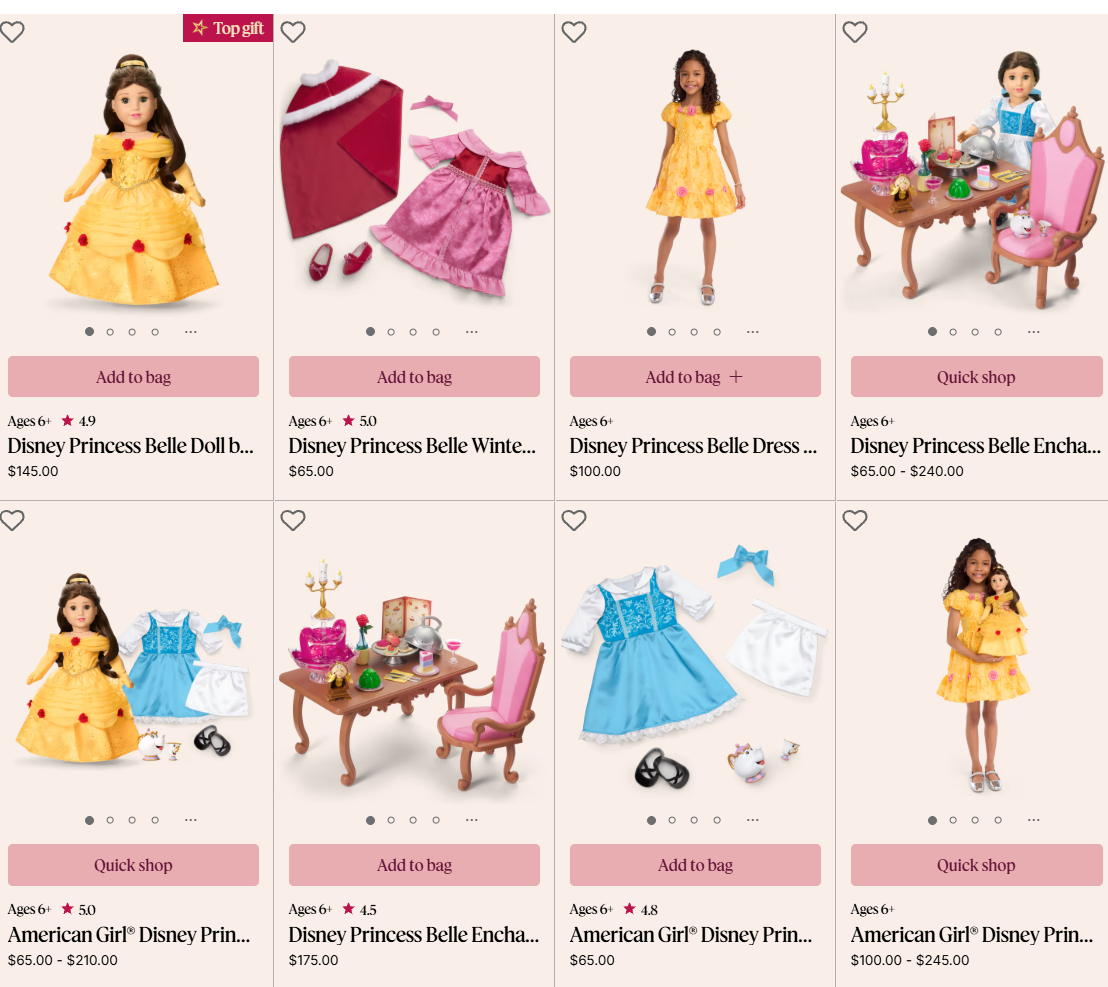 Top gift
Add to bag
Add to bag
Add to bag +
Quick shop
Ages 6+ ★ 4.9
Ages 6+ ★ 5.0
Ages 6+
Ages 6+
Disney Princess Belle Doll b...
Disney Princess Belle Winte...
Disney Princess Belle Dress ...
Disney Princess Belle Encha...
$145.00
$65.00
$100.00
$65.00 - $240.00
Quick shop
Add to bag
Add to bag
Quick shop
Ages 6+ ★ 5.0
Ages 6+ ★ 4.5
Ages 6+ ★ 4.8
Ages 6+
American Girl® Disney Prin...
Disney Princess Belle Encha...
American Girl® Disney Prin...
American Girl® Disney Prin...
$65.00 - $210.00
$175.00
$65.00
$100.00 - $245.00